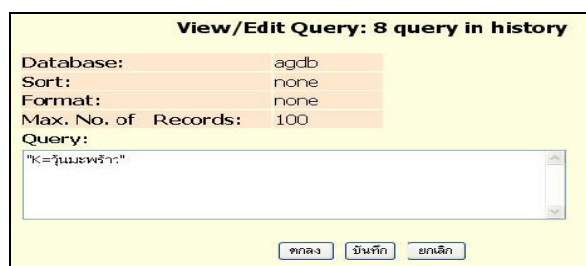 View/Edit Query: 8 query in history
Database: agdb
Sort: none
Format: none
Max. No. of Records: 100
Query:
"K=วุ้นมะพร้าว"
ตกลง บันทึก ยกเลิก